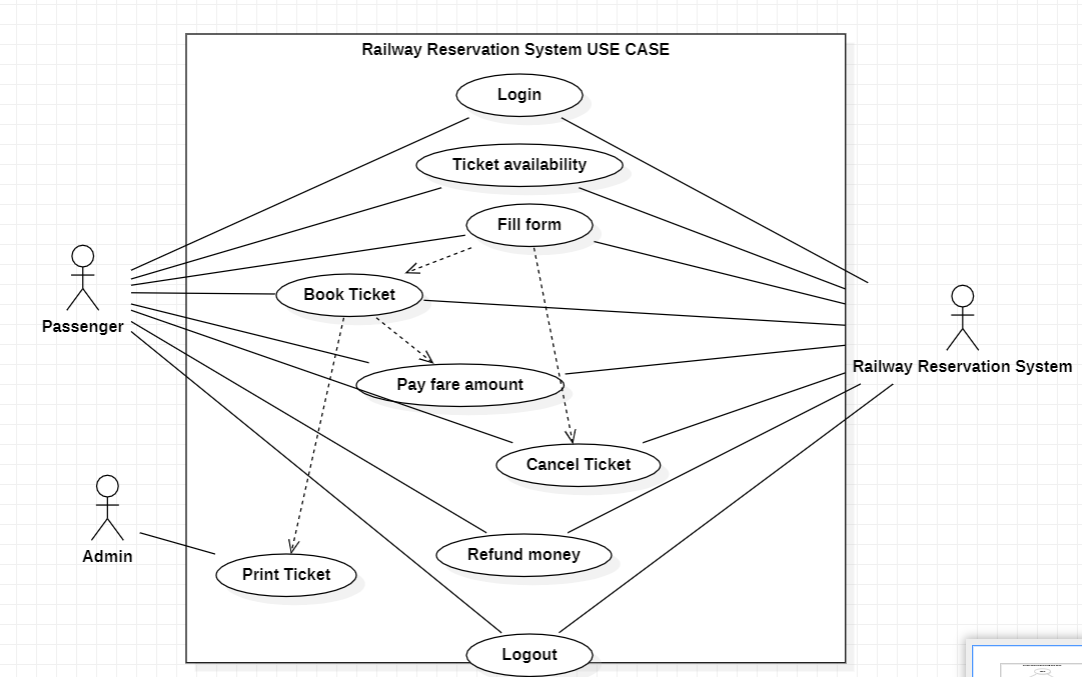 Railway Reservation System USE CASE
Login
Ticket availability
Fill form
Book Ticket
Passenger
Railway Reservation System
Pay fare amount
Cancel Ticket
Admin
Refund money
Print Ticket
Logout